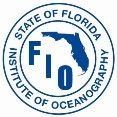 STATE OF FLORIDA
FIO
INSTITUTE OF OCEANOGRAPHY